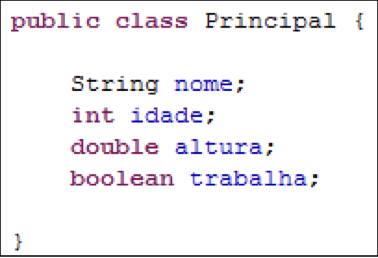 public class Principal {
String nome;
int idade;
double altura;
boolean trabalha;
}